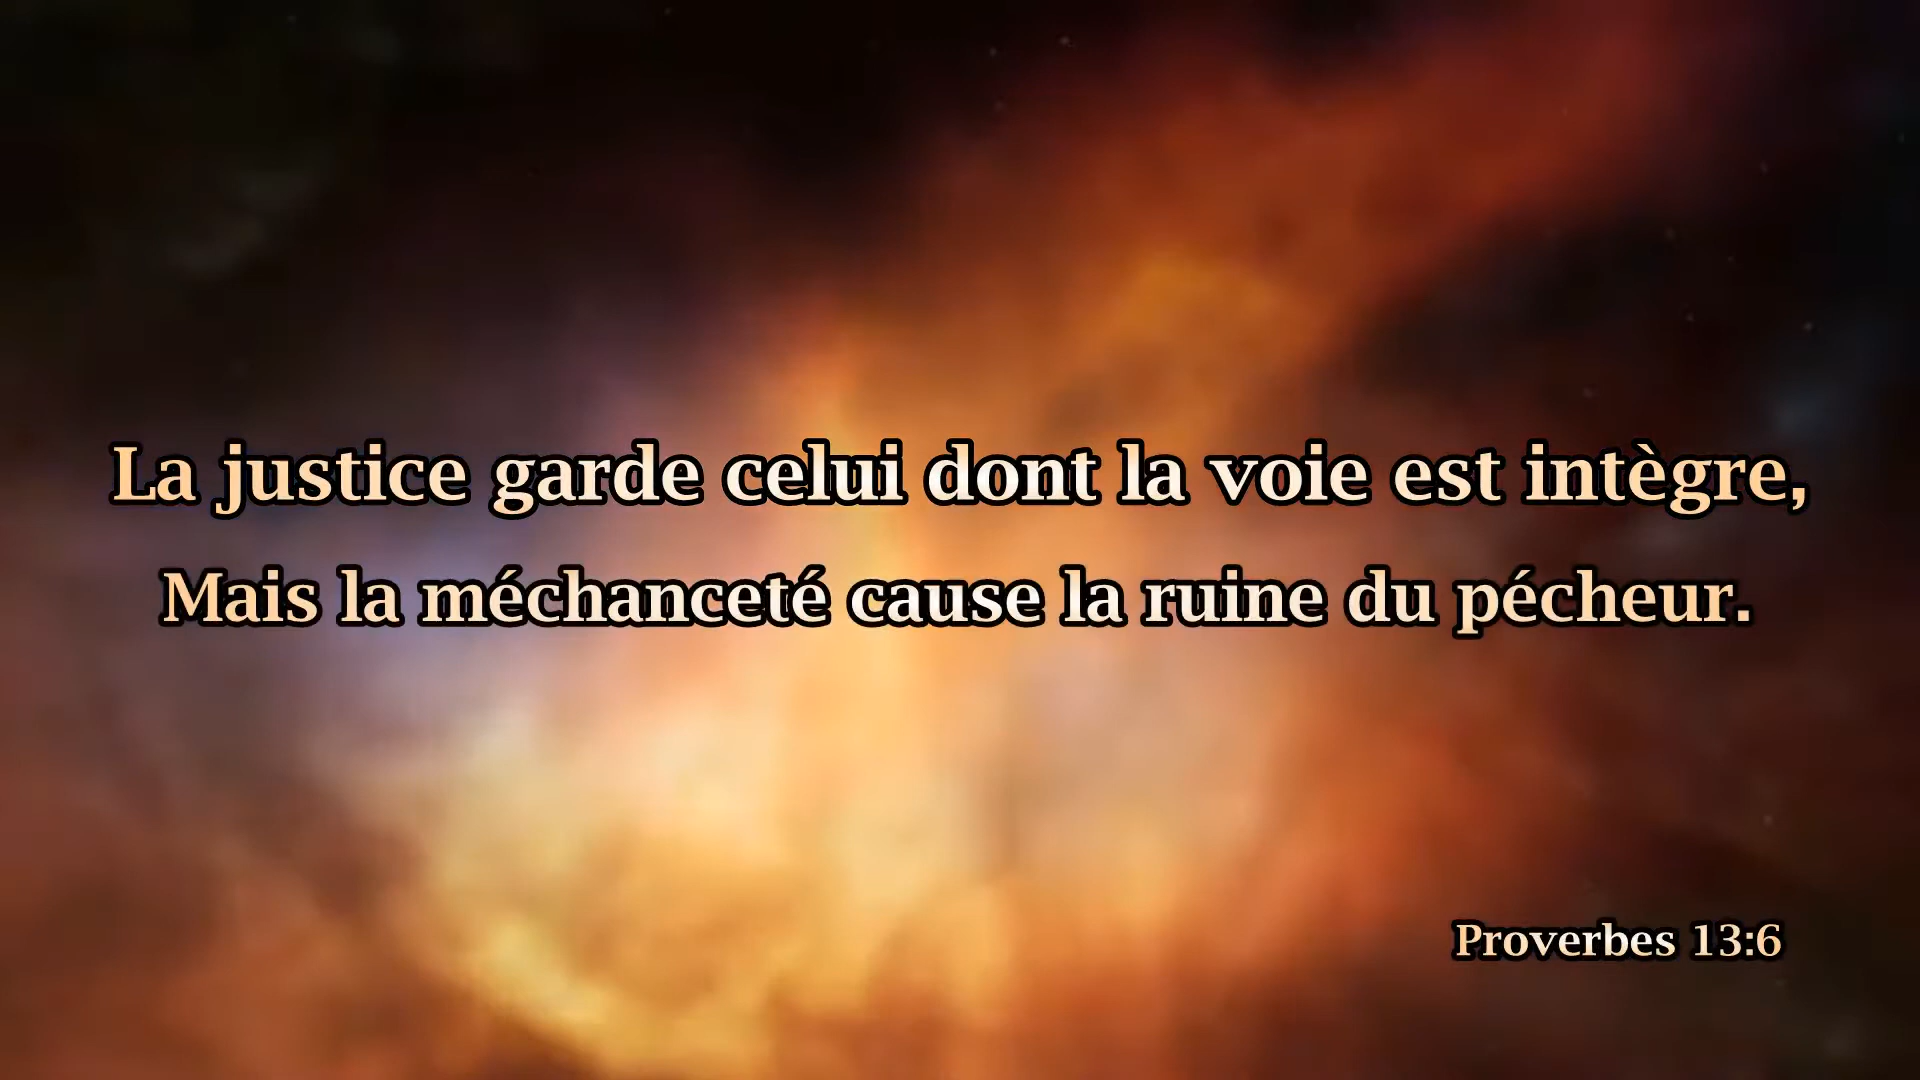 La justice garde celui dont la voie est intègre,
Mais la méchanceté cause la ruine du pécheur.
Proverbes 13:6